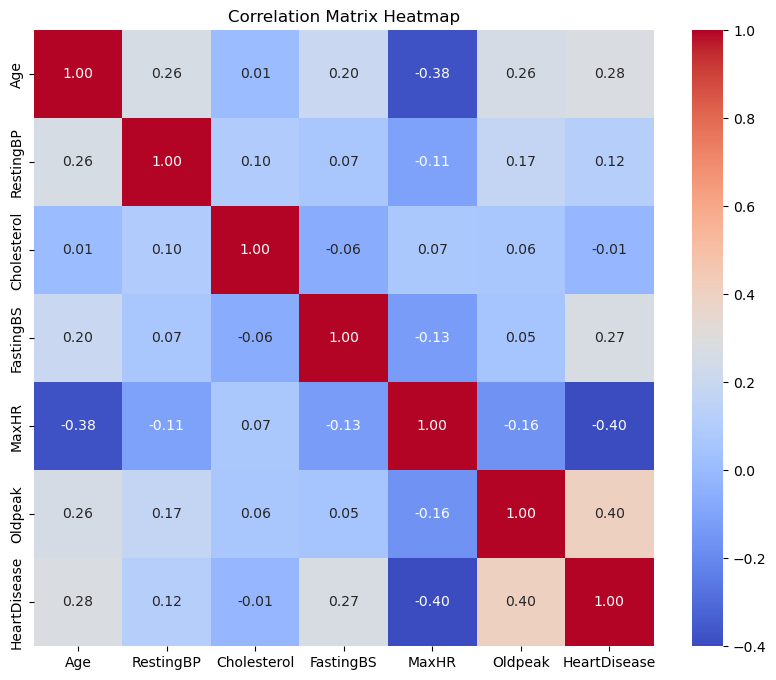 Correlation Matrix Heatmap
Age 1.00 0.26 0.01 0.20 -0.38 0.26 0.28
RestingBP 0.26 1.00 0.10 0.07 -0.11 0.17 0.12
Cholesterol 0.01 0.10 1.00 -0.06 0.07 0.06 -0.01
FastingBS 0.20 0.07 -0.06 1.00 -0.13 0.05 0.27
MaxHR -0.38 -0.11 0.07 -0.13 1.00 -0.16 -0.40
Oldpeak 0.26 0.17 0.06 0.05 -0.16 1.00 0.40
HeartDisease 0.28 0.12 -0.01 0.27 -0.40 0.40 1.00
Age RestingBP Cholesterol FastingBS MaxHR Oldpeak HeartDisease
1.0
0.8
0.6
0.4
0.2
0.0
−0.2
−0.4